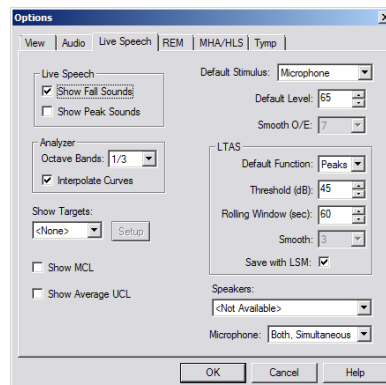 Options
View Audio Live Speech REM MHA/HLS Tymp
Live Speech
Show Fall Sounds
Show Peak Sounds
Analyzer
Octave Bands: 1/3
Interpolate Curves
Show Targets:
<None> Setup
Show MCL
Show Average UCL
Default Stimulus: Microphone
Default Level: 65
Smooth O/E: 7
LTAS
Default Function: Peaks
Threshold (dB): 45
Rolling Window (sec): 60
Smooth: 3
Save with LSM:
Speakers:
<Not Available>
Microphone: Both, Simultaneous
OK Cancel Help